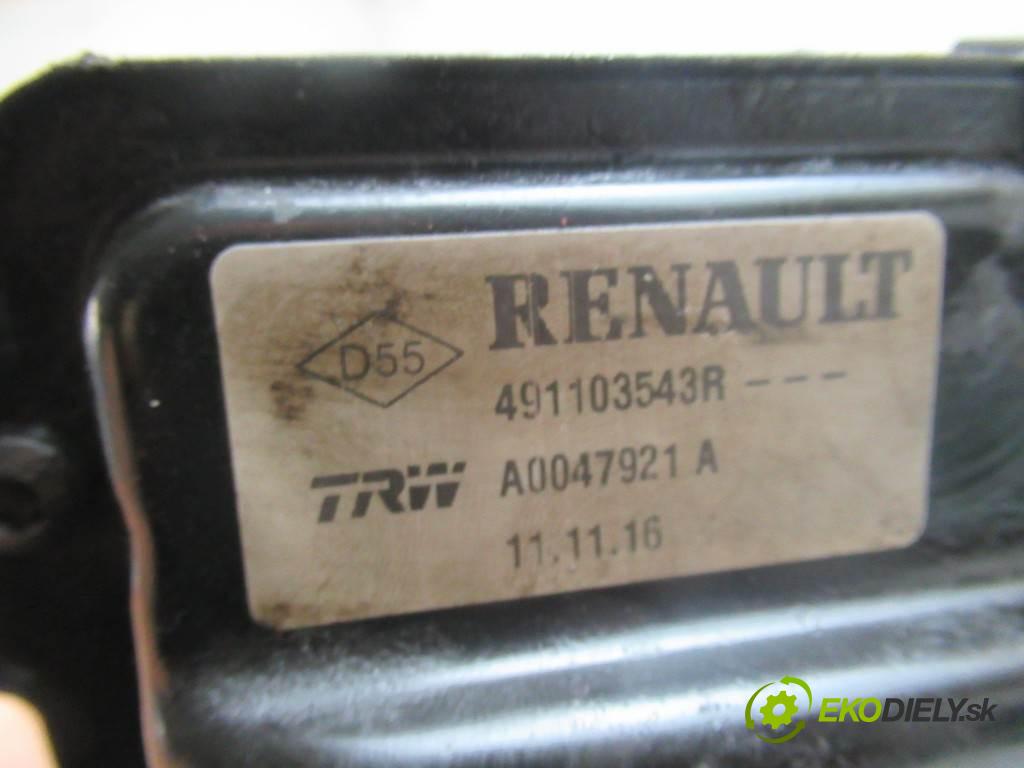 RENAULT
D55
491103543R ---
TRW A0047921 A
11.11.16
EKODIELY.sk